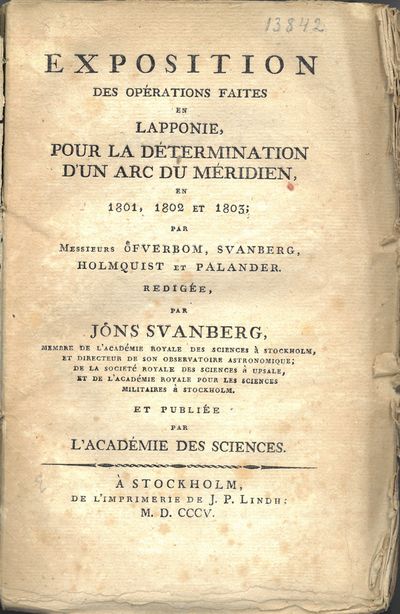 13842
EXPOSITION
DES OPÉRATIONS FAITES
EN
LAPPONIE,
POUR LA DÉTERMINATION
D'UN ARC DU MÉRIDIEN,
EN
1801, 1802 ET 1803;
PAR
MESSIEURS ÖFVERBOM, SVANBERG,
HOLMQUIST ET PALANDER.
REDIGÉE,
PAR
JÖNS SVANBERG,
MEMBRE DE L'ACADÉMIE ROYALE DES SCIENCES À STOCKHOLM,
ET DIRECTEUR DE SON OBSERVATOIRE ASTRONOMIQUE;
DE LA SOCIETÉ ROYALE DES SCIENCES À UPSALE,
ET DE L'ACADÉMIE ROYALE POUR LES SCIENCES
MILITAIRES À STOCKHOLM.
ET PUBLIÉE
PAR
L'ACADÉMIE DES SCIENCES.
À STOCKHOLM,
DE L'IMPRIMERIE DE J. P. LINDH;
M. D. CCCV.